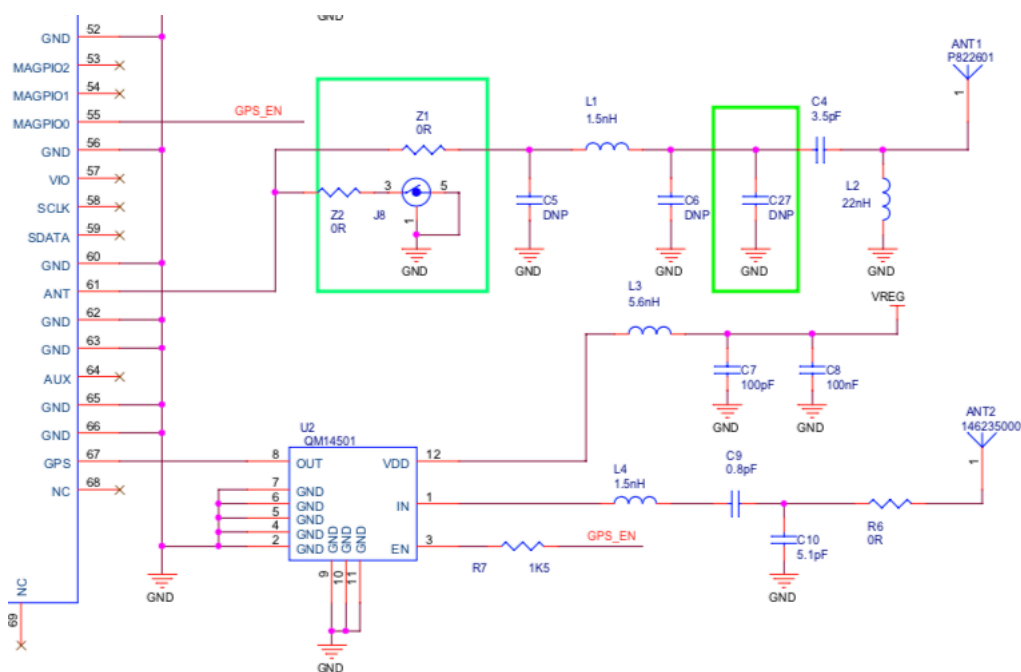 GND
52
GND
53
MAGPIO2
54
MAGPIO1
55
MAGPIO0
GPS_EN
56
GND
57
VIO
58
SCLK
59
SDATA
60
GND
61
ANT
62
GND
63
GND
64
AUX
65
GND
66
GND
67
GPS
68
NC
NC
69
GND
Z1
0R
Z2
0R
3
5
J8
1
GND
L1
1.5nH
C5
DNP
GND
C6
DNP
GND
C27
DNP
GND
C4
3.5pF
L2
22nH
GND
ANT1
P822601
1
L3
5.6nH
VREG
C7
100pF
GND
C8
100nF
GND
U2
QM14501
8
OUT
VDD
12
7
GND
6
GND
5
GND
4
GND
2
GND
IN
1
EN
3
GND
GND
GND
9
10
11
GND
R7
1K5
GPS_EN
L4
1.5nH
C9
0.8pF
C10
5.1pF
GND
R6
0R
ANT2
146235000
1